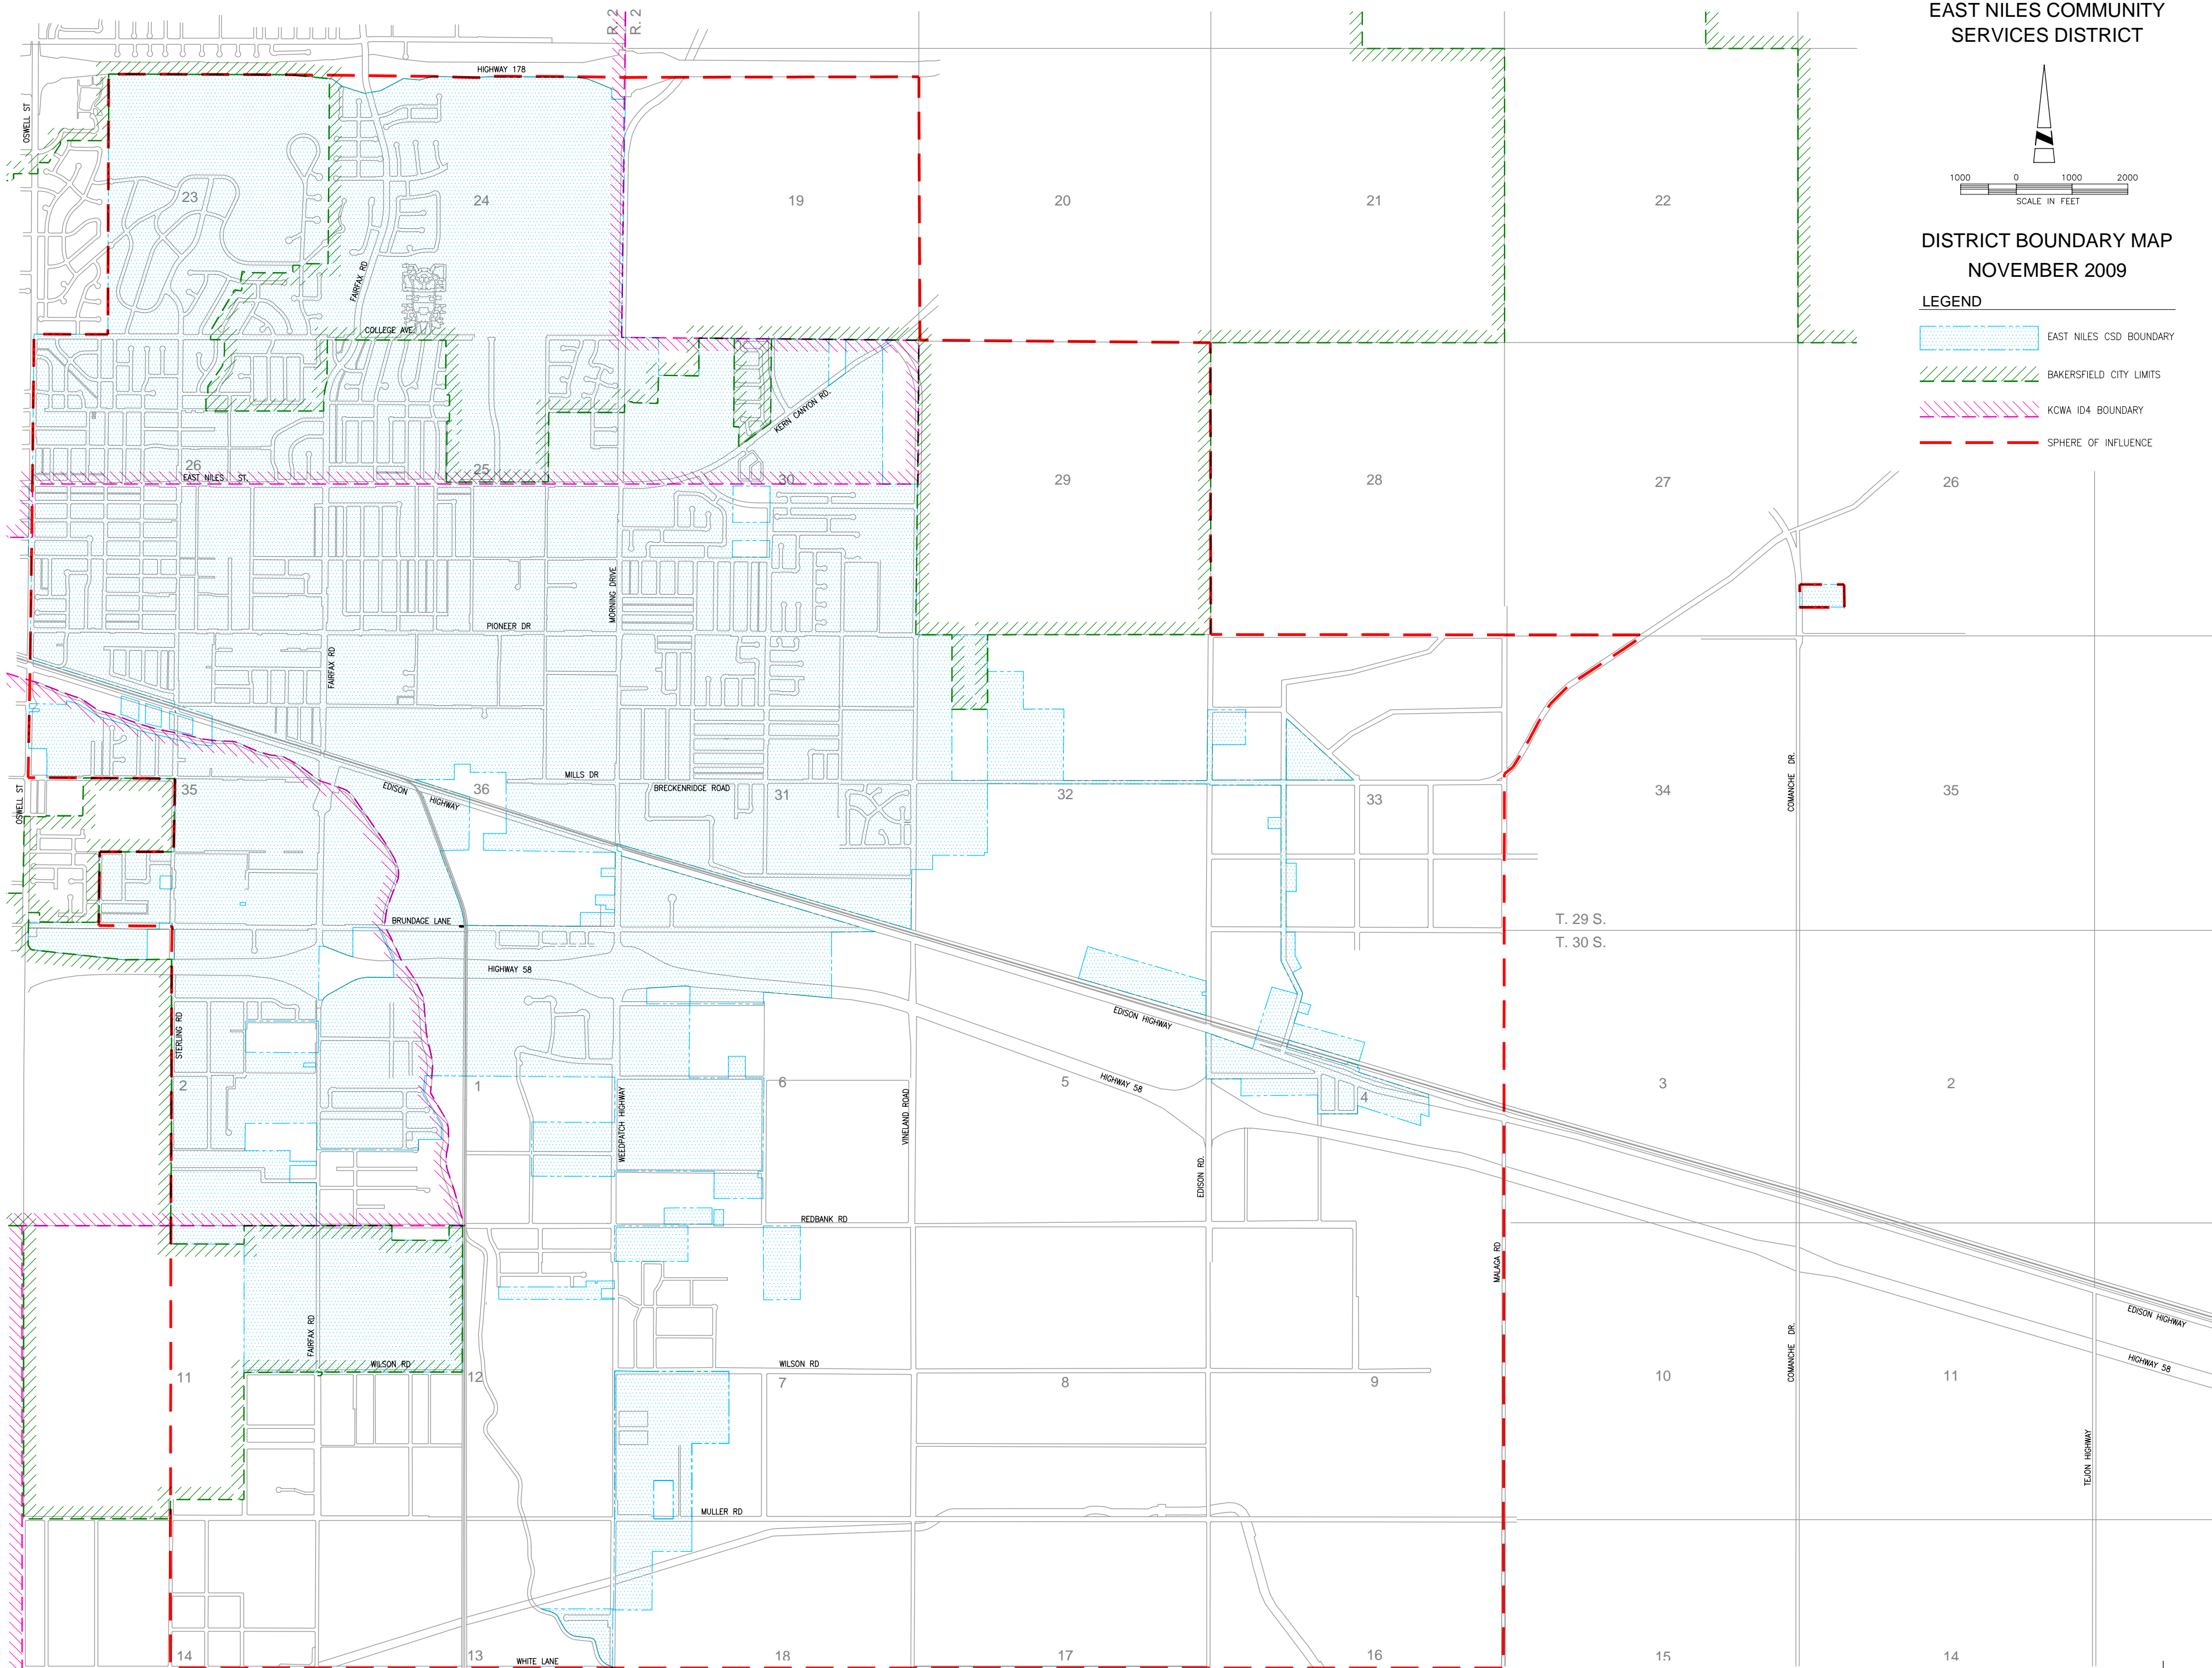 EAST NILES COMMUNITY
SERVICES DISTRICT
1000 0 1000 2000
SCALE IN FEET
DISTRICT BOUNDARY MAP
NOVEMBER 2009
LEGEND
EAST NILES CSD BOUNDARY
BAKERSFIELD CITY LIMITS
KCWA ID4 BOUNDARY
SPHERE OF INFLUENCE
R. 2
R. 2
HIGHWAY 178
OSWELL ST
23
24
19
20
21
22
FAIRFAX RD
COLLEGE AVE.
KERN CANYON RD.
26
EAST NILES ST.
25
30
29
28
27
26
MORNING DRIVE
PIONEER DR
FAIRFAX RD
OSWELL ST
35
EDISON HIGHWAY
36
MILLS DR
BRECKENRIDGE ROAD
31
32
33
34
COMANCHE DR.
35
BRUNDAGE LANE
T. 29 S.
T. 30 S.
HIGHWAY 58
STERLING RD
EDISON HIGHWAY
2
1
WEEDPATCH HIGHWAY
6
VINELAND ROAD
5
HIGHWAY 58
EDISON RD.
4
3
2
REDBANK RD
MALAGA RD
EDISON HIGHWAY
HIGHWAY 58
FAIRFAX RD
WILSON RD
WILSON RD
11
12
7
8
9
10
COMANCHE DR.
11
TEJON HIGHWAY
MULLER RD
14
13
WHITE LANE
18
17
16
15
14